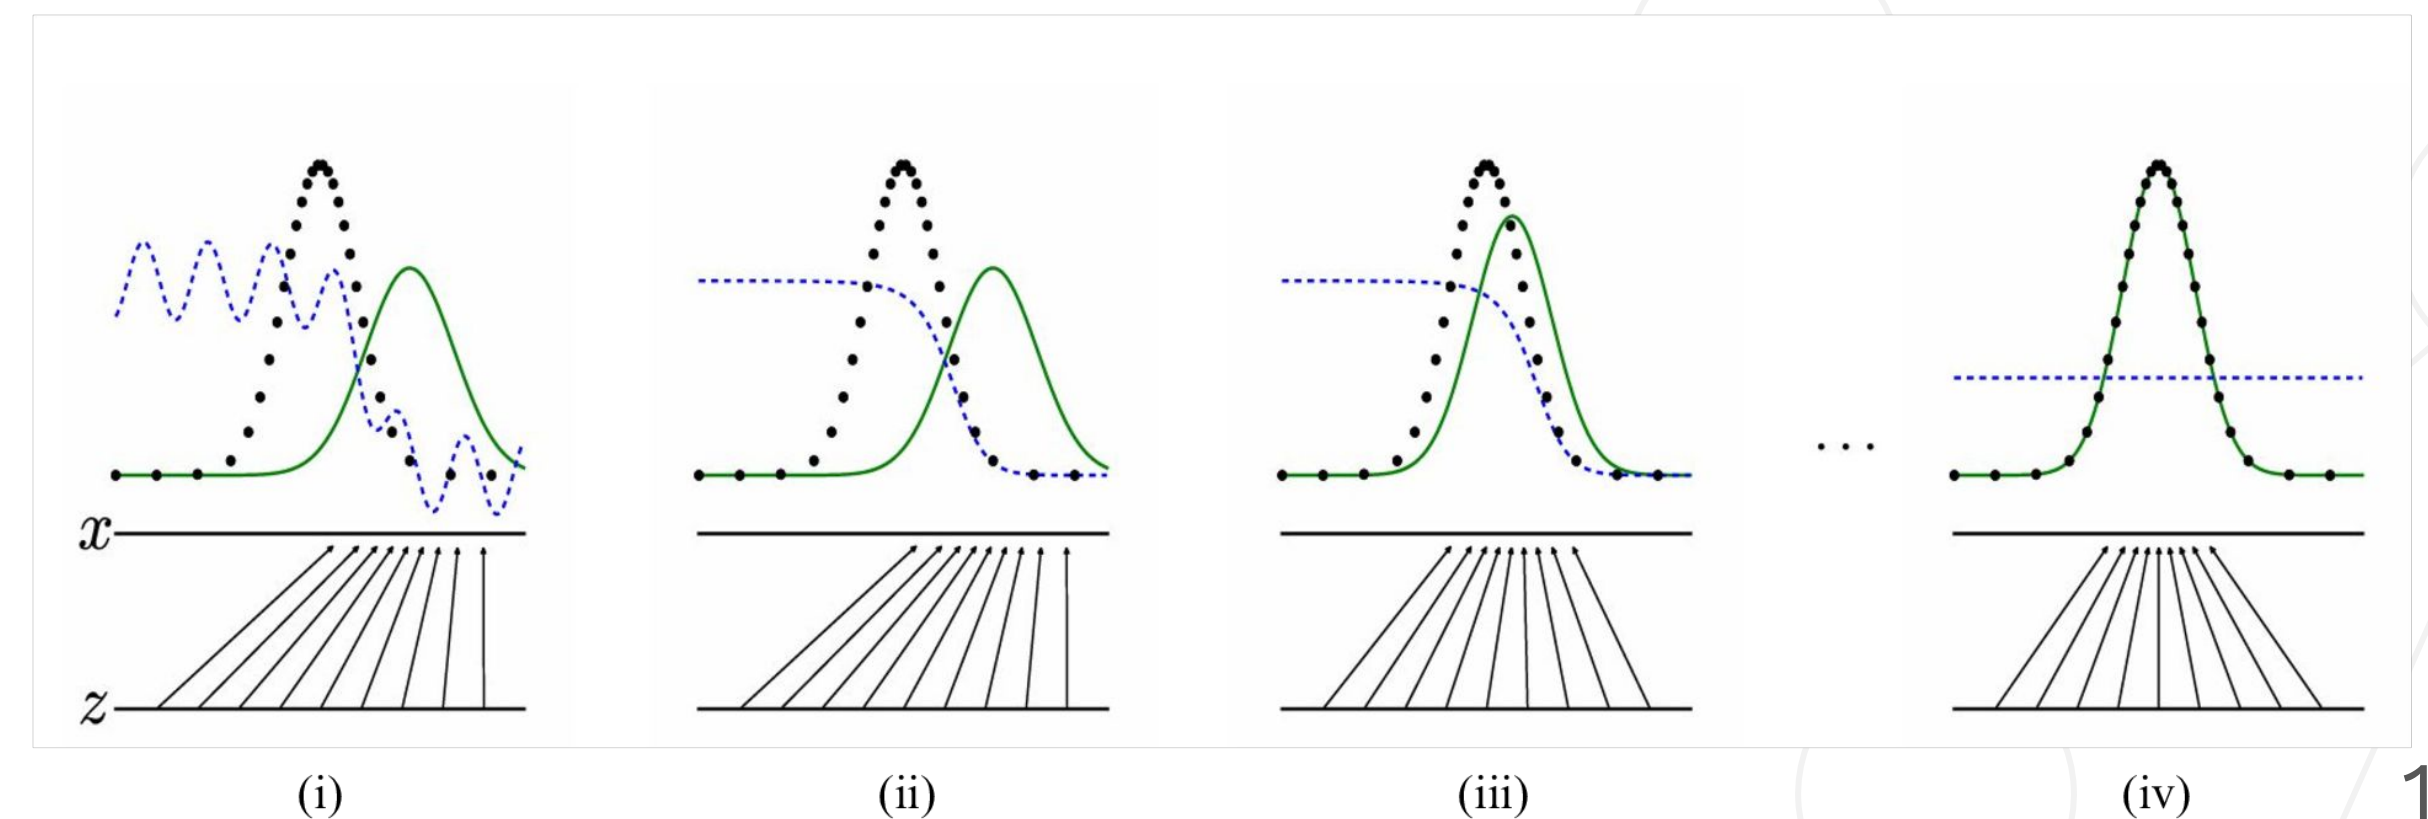 . . .
x
z
(i) (ii) (iii) (iv)
1